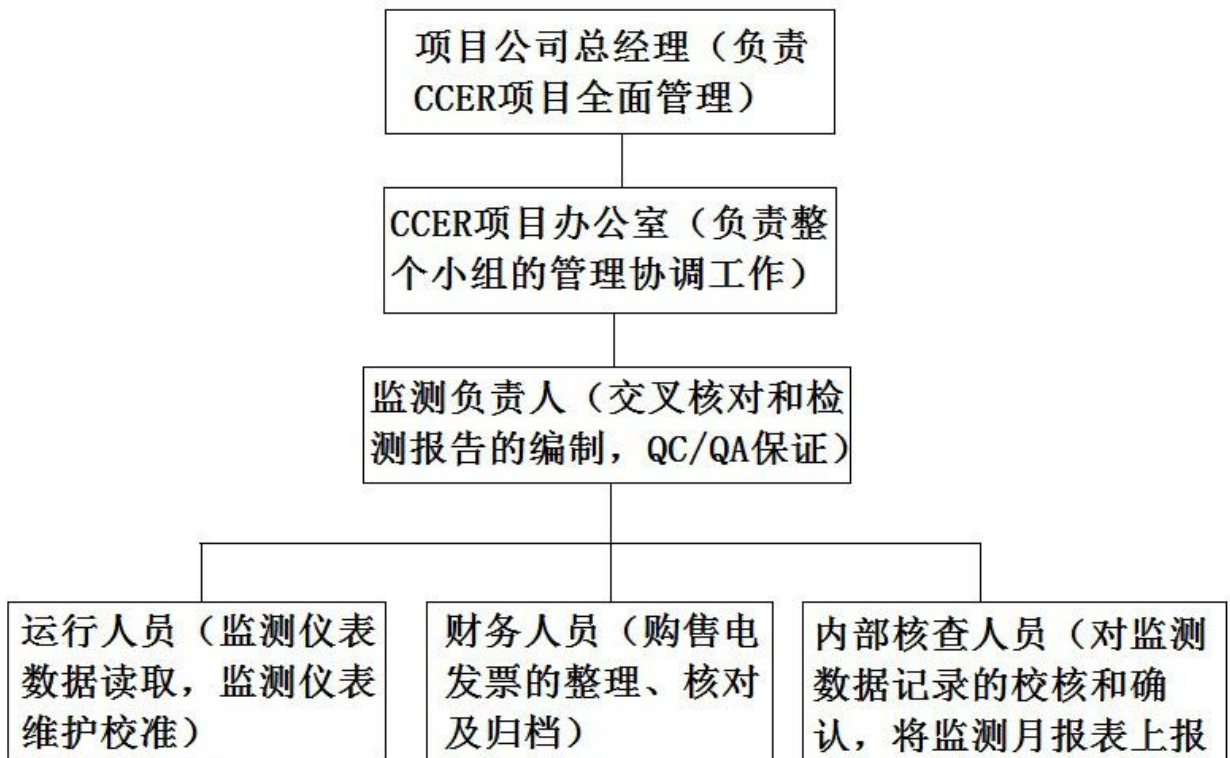 项目公司总经理（负责
CCER项目全面管理）
CCER项目办公室（负责整
个小组的管理协调工作）
监测负责人（交叉核对和检
测报告的编制，QC/QA保证）
运行人员（监测仪表
数据读取，监测仪表
维护校准）
财务人员（购售电
发票的整理、核对
及归档）
内部核查人员（对监测
数据记录的校核和确
认，将监测月报表上报